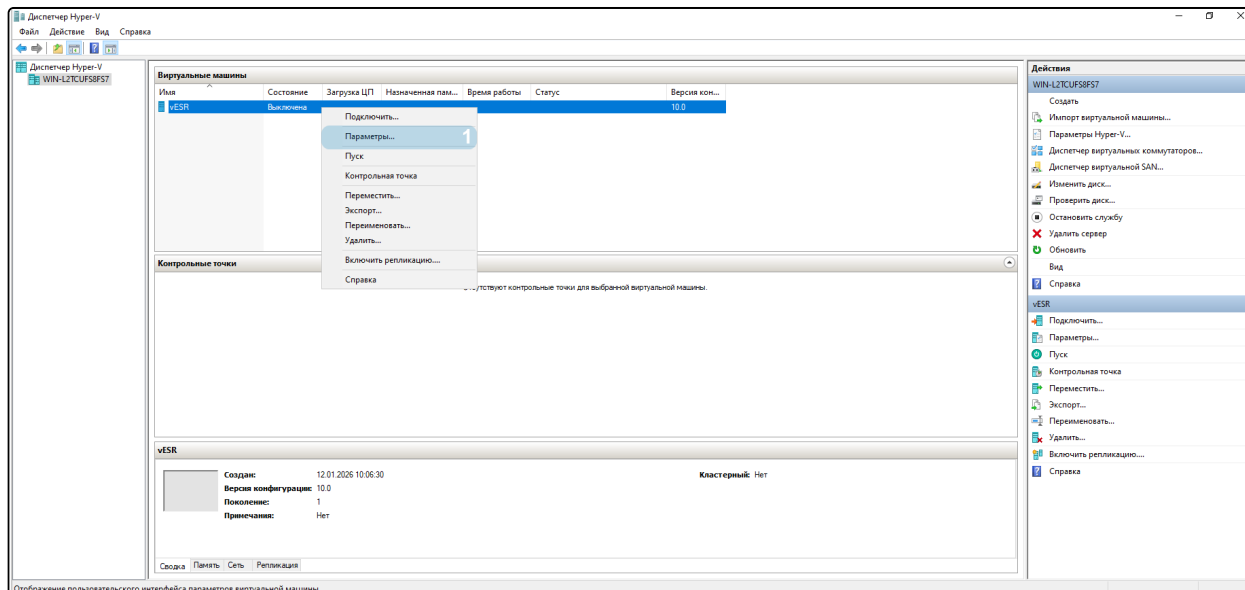 Диспетчер Hyper-V
Файл Действие Вид Справка
Диспетчер Hyper-V
WIN-L2TCUFS8FS7
Виртуальные машины
Имя Состояние Загрузка ЦП Назначенная пам... Время работы Статус Версия кон...
vESR Выключена 10.0
Подключить...
Параметры... 1
Пуск
Контрольная точка
Переместить...
Экспорт...
Переименовать...
Удалить...
Включить репликацию....
Справка
Контрольные точки
контрольные точки для выбранной виртуальной машины.
vESR
Создан: 12.01.2026 10:06:30 Кластерный: Нет
Версия конфигурации: 10.0
Поколение: 1
Примечания: Нет
Сводка Память Сеть Репликация
Действия
WIN-L2TCUFS8FS7
Создать
Импорт виртуальной машины...
Параметры Hyper-V...
Диспетчер виртуальных коммутаторов...
Диспетчер виртуальной SAN...
Изменить диск...
Проверить диск...
Остановить службу
Удалить сервер
Обновить
Вид
Справка
vESR
Подключить...
Параметры...
Пуск
Контрольная точка
Переместить...
Экспорт...
Переименовать...
Удалить...
Включить репликацию....
Справка
Отображение пользовательского интерфейса параметров виртуальной машины.